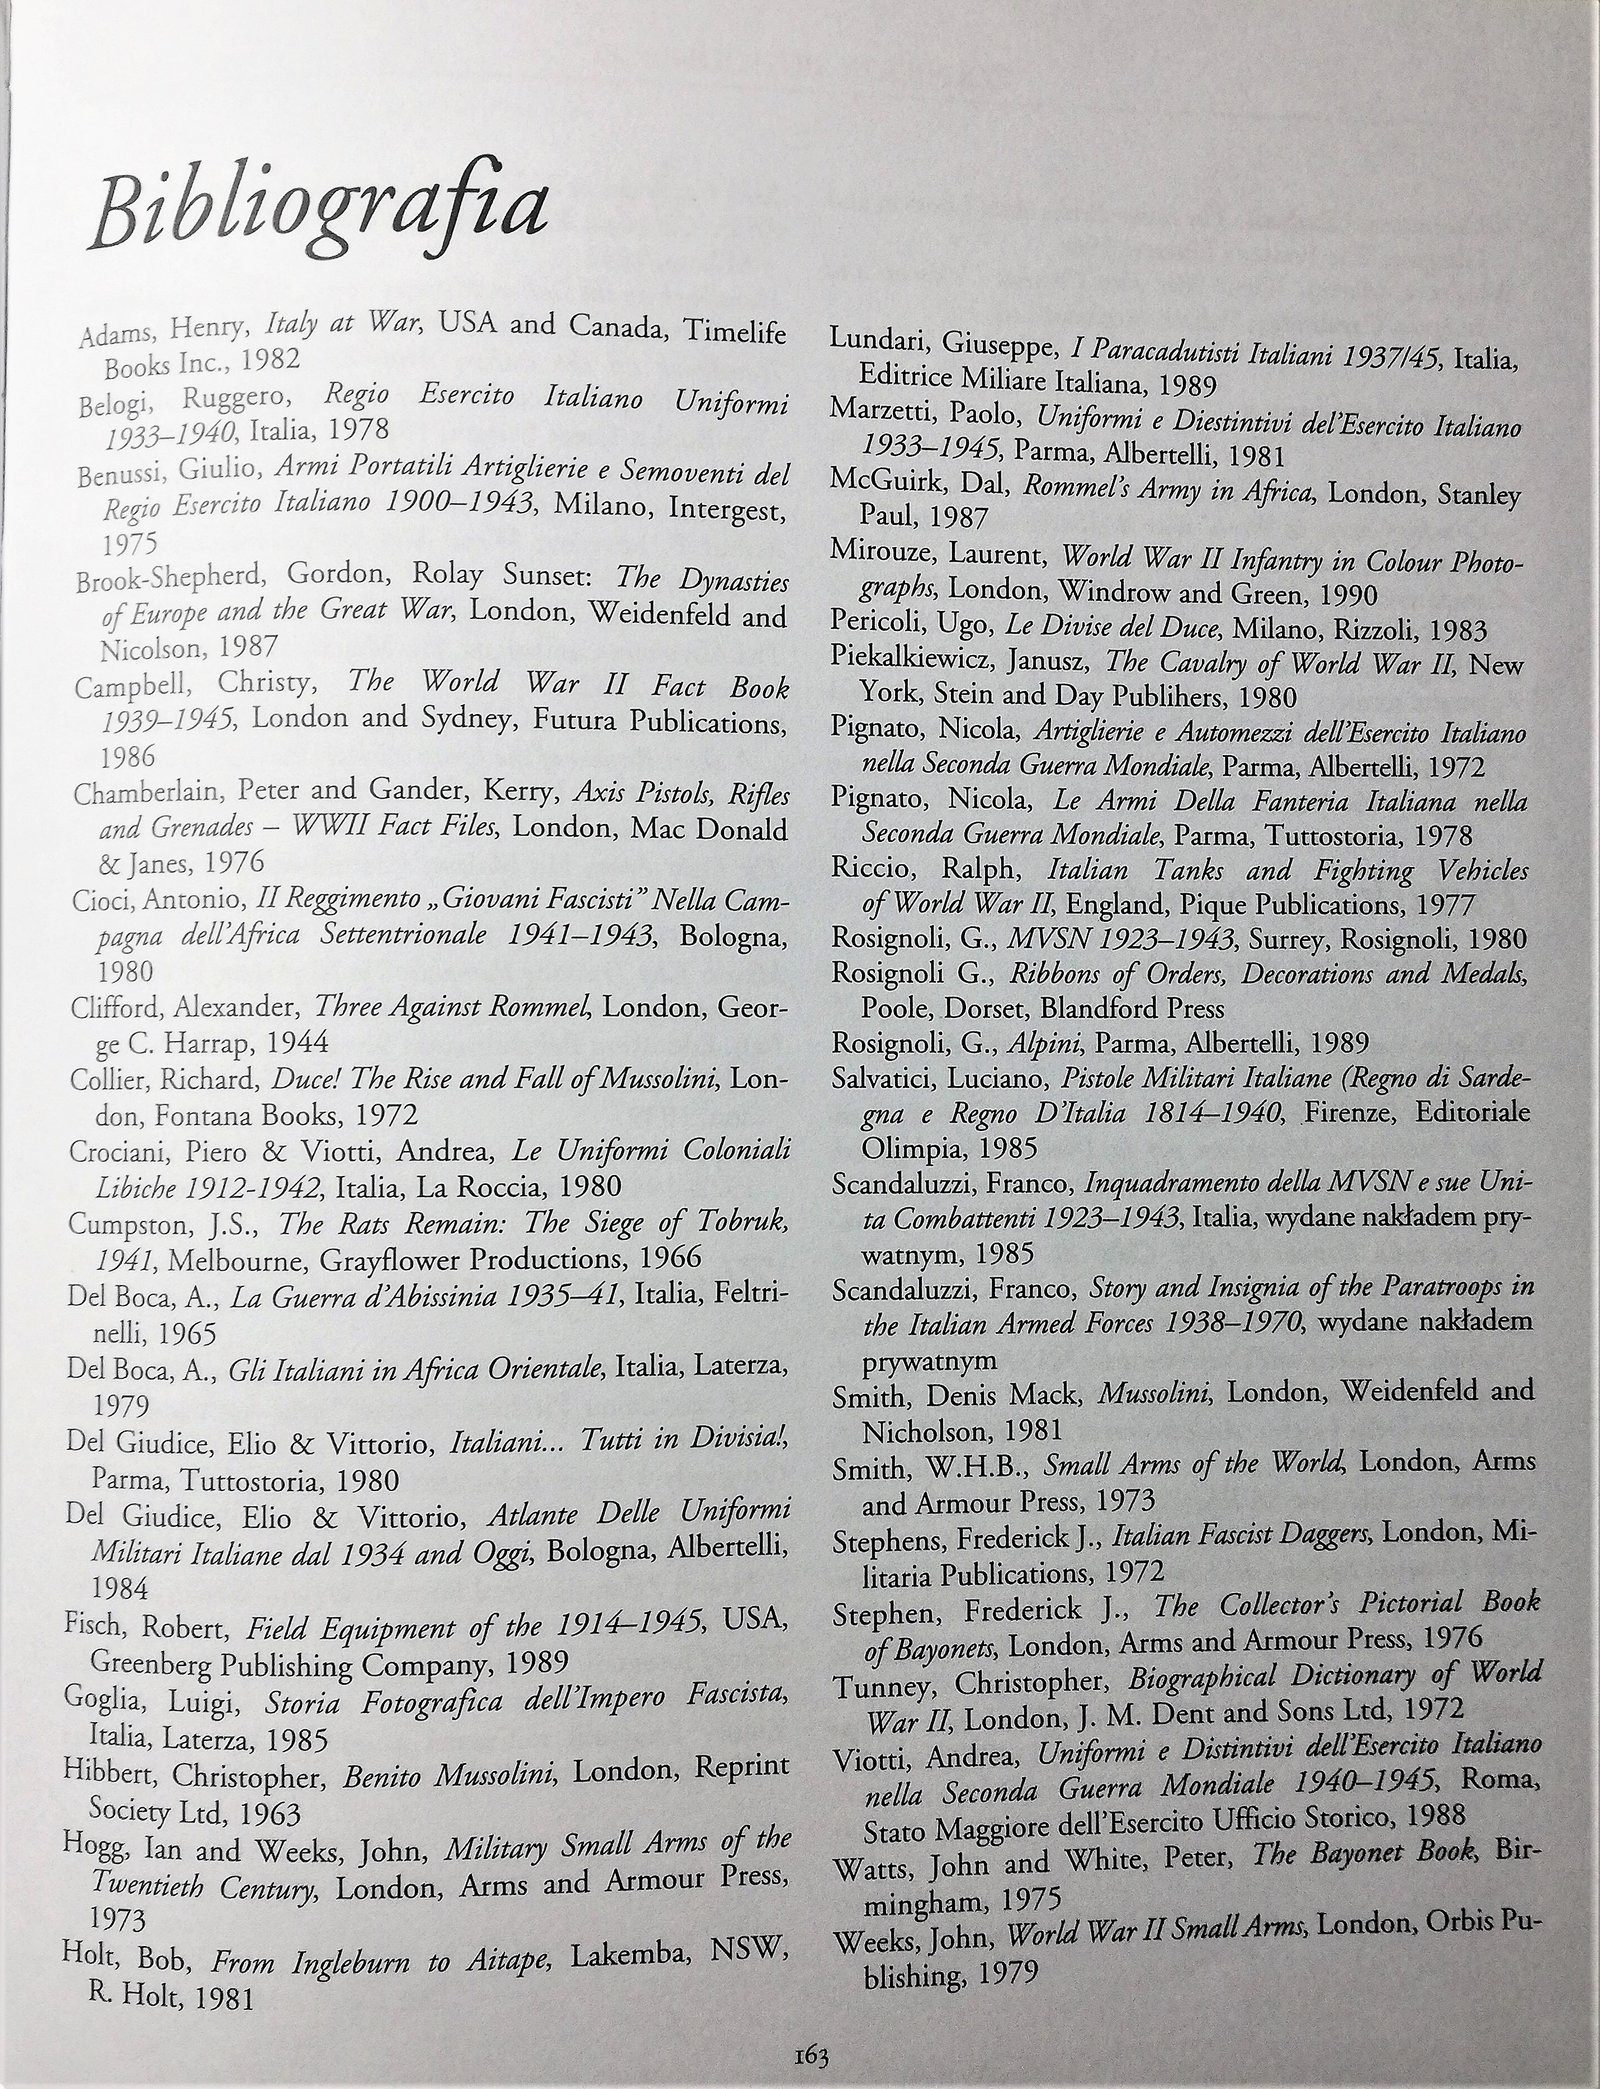 Bibliografia
Adams, Henry, Italy at War, USA and Canada, Timelife
Books Inc., 1982
Belogi, Ruggero, Regio Esercito Italiano Uniformi
1933–1940, Italia, 1978
Benussi, Giulio, Armi Portatili Artiglierie e Semoventi del
Regio Esercito Italiano 1900–1943, Milano, Intergest,
1975
Brook-Shepherd, Gordon, Rolay Sunset: The Dynasties
of Europe and the Great War, London, Weidenfeld and
Nicolson, 1987
Campbell, Christy, The World War II Fact Book
1939–1945, London and Sydney, Futura Publications,
1986
Chamberlain, Peter and Gander, Kerry, Axis Pistols, Rifles
and Grenades – WWII Fact Files, London, Mac Donald
& Janes, 1976
Cioci, Antonio, II Reggimento „Giovani Fascisti” Nella Cam-
pagna dell'Africa Settentrionale 1941–1943, Bologna,
1980
Clifford, Alexander, Three Against Rommel, London, Geor-
ge C. Harrap, 1944
Collier, Richard, Duce! The Rise and Fall of Mussolini, Lon-
don, Fontana Books, 1972
Crociani, Piero & Viotti, Andrea, Le Uniformi Coloniali
Libiche 1912-1942, Italia, La Roccia, 1980
Cumpston, J.S., The Rats Remain: The Siege of Tobruk,
1941, Melbourne, Grayflower Productions, 1966
Del Boca, A., La Guerra d'Abissinia 1935–41, Italia, Feltri-
nelli, 1965
Del Boca, A., Gli Italiani in Africa Orientale, Italia, Laterza,
1979
Del Giudice, Elio & Vittorio, Italiani... Tutti in Divisia!,
Parma, Tuttostoria, 1980
Del Giudice, Elio & Vittorio, Atlante Delle Uniformi
Militari Italiane dal 1934 and Oggi, Bologna, Albertelli,
1984
Fisch, Robert, Field Equipment of the 1914–1945, USA,
Greenberg Publishing Company, 1989
Goglia, Luigi, Storia Fotografica dell'Impero Fascista,
Italia, Laterza, 1985
Hibbert, Christopher, Benito Mussolini, London, Reprint
Society Ltd, 1963
Hogg, Ian and Weeks, John, Military Small Arms of the
Twentieth Century, London, Arms and Armour Press,
1973
Holt, Bob, From Ingleburn to Aitape, Lakemba, NSW,
R. Holt, 1981
Lundari, Giuseppe, I Paracadutisti Italiani 1937/45, Italia,
Editrice Miliare Italiana, 1989
Marzetti, Paolo, Uniformi e Diestintivi del'Esercito Italiano
1933–1945, Parma, Albertelli, 1981
McGuirk, Dal, Rommel's Army in Africa, London, Stanley
Paul, 1987
Mirouze, Laurent, World War II Infantry in Colour Photo-
graphs, London, Windrow and Green, 1990
Pericoli, Ugo, Le Divise del Duce, Milano, Rizzoli, 1983
Piekalkiewicz, Janusz, The Cavalry of World War II, New
York, Stein and Day Publihers, 1980
Pignato, Nicola, Artiglierie e Automezzi dell'Esercito Italiano
nella Seconda Guerra Mondiale, Parma, Albertelli, 1972
Pignato, Nicola, Le Armi Della Fanteria Italiana nella
Seconda Guerra Mondiale, Parma, Tuttostoria, 1978
Riccio, Ralph, Italian Tanks and Fighting Vehicles
of World War II, England, Pique Publications, 1977
Rosignoli, G., MVSN 1923–1943, Surrey, Rosignoli, 1980
Rosignoli G., Ribbons of Orders, Decorations and Medals,
Poole, Dorset, Blandford Press
Rosignoli, G., Alpini, Parma, Albertelli, 1989
Salvatici, Luciano, Pistole Militari Italiane (Regno di Sarde-
gna e Regno D'Italia 1814–1940, Firenze, Editoriale
Olimpia, 1985
Scandaluzzi, Franco, Inquadramento della MVSN e sue Uni-
ta Combattenti 1923–1943, Italia, wydane nakładem pry-
watnym, 1985
Scandaluzzi, Franco, Story and Insignia of the Paratroops in
the Italian Armed Forces 1938–1970, wydane nakładem
prywatnym
Smith, Denis Mack, Mussolini, London, Weidenfeld and
Nicholson, 1981
Smith, W.H.B., Small Arms of the World, London, Arms
and Armour Press, 1973
Stephens, Frederick J., Italian Fascist Daggers, London, Mi-
litaria Publications, 1972
Stephen, Frederick J., The Collector's Pictorial Book
of Bayonets, London, Arms and Armour Press, 1976
Tunney, Christopher, Biographical Dictionary of World
War II, London, J. M. Dent and Sons Ltd, 1972
Viotti, Andrea, Uniformi e Distintivi dell'Esercito Italiano
nella Seconda Guerra Mondiale 1940–1945, Roma,
Stato Maggiore dell'Esercito Ufficio Storico, 1988
Watts, John and White, Peter, The Bayonet Book, Bir-
mingham, 1975
Weeks, John, World War II Small Arms, London, Orbis Pu-
blishing, 1979
163